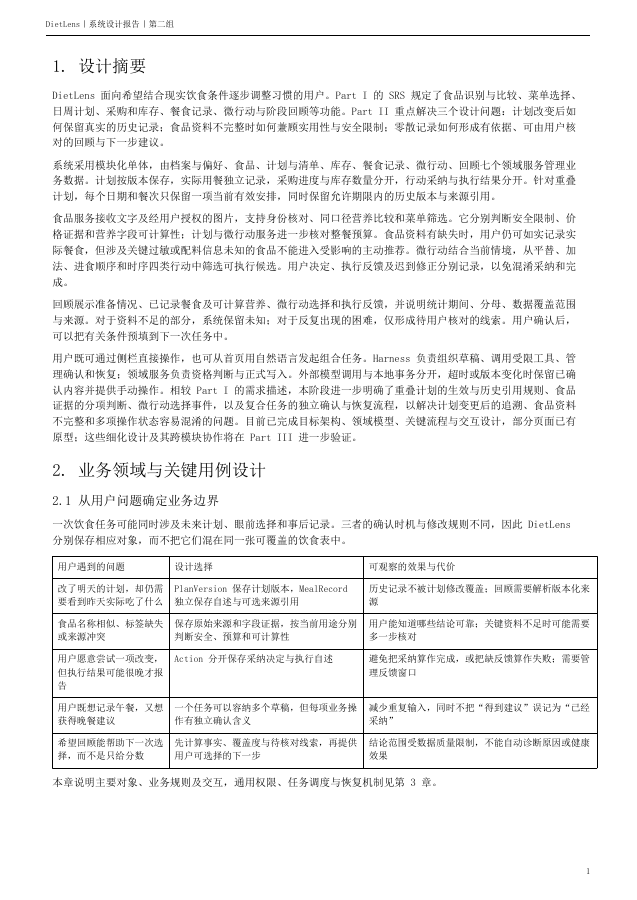 DietLens｜系统设计报告｜第二组
1. 设计摘要
DietLens 面向希望结合现实饮食条件逐步调整习惯的用户。Part I 的 SRS 规定了食品识别与比较、菜单选择、
日周计划、采购和库存、餐食记录、微行动与阶段回顾等功能。Part II 重点解决三个设计问题：计划改变后如
何保留真实的历史记录；食品资料不完整时如何兼顾实用性与安全限制；零散记录如何形成有依据、可由用户核
对的回顾与下一步建议。
系统采用模块化单体，由档案与偏好、食品、计划与清单、库存、餐食记录、微行动、回顾七个领域服务管理业
务数据。计划按版本保存，实际用餐独立记录，采购进度与库存数量分开，行动采纳与执行结果分开。针对重叠
计划，每个日期和餐次只保留一项当前有效安排，同时保留允许期限内的历史版本与来源引用。
食品服务接收文字及经用户授权的图片，支持身份核对、同口径营养比较和菜单筛选。它分别判断安全限制、价
格证据和营养字段可计算性；计划与微行动服务进一步核对整餐预算。食品资料有缺失时，用户仍可如实记录实
际餐食，但涉及关键过敏或配料信息未知的食品不能进入受影响的主动推荐。微行动结合当前情境，从平替、加
法、进食顺序和时序四类行动中筛选可执行候选。用户决定、执行反馈及迟到修正分别记录，以免混淆采纳和完
成。
回顾展示准备情况、已记录餐食及可计算营养、微行动选择和执行反馈，并说明统计期间、分母、数据覆盖范围
与来源。对于资料不足的部分，系统保留未知；对于反复出现的困难，仅形成待用户核对的线索。用户确认后，
可以把有关条件预填到下一次任务中。
用户既可通过侧栏直接操作，也可从首页用自然语言发起组合任务。Harness 负责组织草稿、调用受限工具、管
理确认和恢复；领域服务负责资格判断与正式写入。外部模型调用与本地事务分开，超时或版本变化时保留已确
认内容并提供手动操作。相较 Part I 的需求描述，本阶段进一步明确了重叠计划的生效与历史引用规则、食品
证据的分项判断、微行动选择事件，以及复合任务的独立确认与恢复流程，以解决计划变更后的追溯、食品资料
不完整和多项操作状态容易混淆的问题。目前已完成目标架构、领域模型、关键流程与交互设计，部分页面已有
原型；这些细化设计及其跨模块协作将在 Part III 进一步验证。
2. 业务领域与关键用例设计
2.1 从用户问题确定业务边界
一次饮食任务可能同时涉及未来计划、眼前选择和事后记录。三者的确认时机与修改规则不同，因此 DietLens
分别保存相应对象，而不把它们混在同一张可覆盖的饮食表中。
用户遇到的问题 设计选择 可观察的效果与代价
改了明天的计划，却仍需 PlanVersion 保存计划版本，MealRecord 历史记录不被计划修改覆盖；回顾需要解析版本化来
要看到昨天实际吃了什么 独立保存自述与可选来源引用 源
食品名称相似、标签缺失 保存原始来源和字段证据，按当前用途分别 用户能知道哪些结论可靠；关键资料不足时可能需要
或来源冲突 判断安全、预算和可计算性 多一步核对
用户愿意尝试一项改变， Action 分开保存采纳决定与执行自述 避免把采纳算作完成，或把缺反馈算作失败；需要管
但执行结果可能很晚才报 理反馈窗口
告
用户既想记录午餐，又想 一个任务可以容纳多个草稿，但每项业务操 减少重复输入，同时不把“得到建议”误记为“已经
获得晚餐建议 作有独立确认含义 采纳”
希望回顾能帮助下一次选 先计算事实、覆盖度与待核对线索，再提供 结论范围受数据质量限制，不能自动诊断原因或健康
择，而不只是给分数 用户可选择的下一步 效果
本章说明主要对象、业务规则及交互，通用权限、任务调度与恢复机制见第 3 章。
1